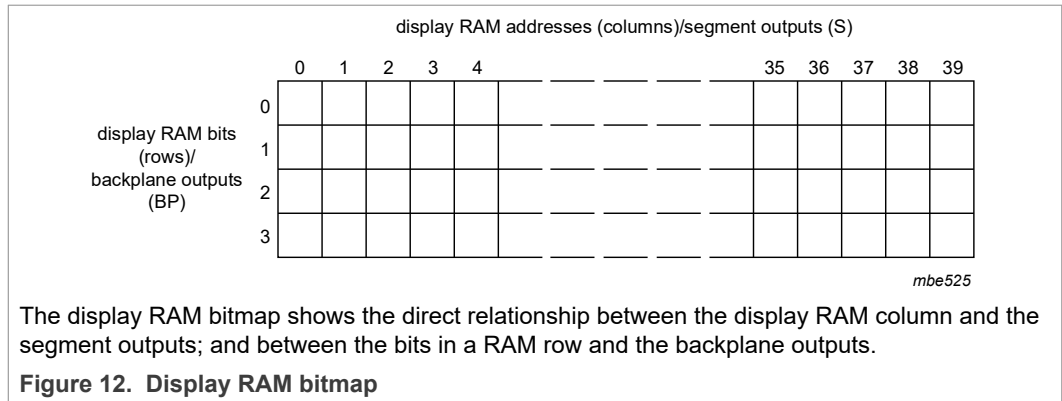 display RAM addresses (columns)/segment outputs (S)
0 1 2 3 4 35 36 37 38 39
0
display RAM bits
(rows)/
backplane outputs
(BP)
1
2
3
mbe525
The display RAM bitmap shows the direct relationship between the display RAM column and the
segment outputs; and between the bits in a RAM row and the backplane outputs.
Figure 12. Display RAM bitmap